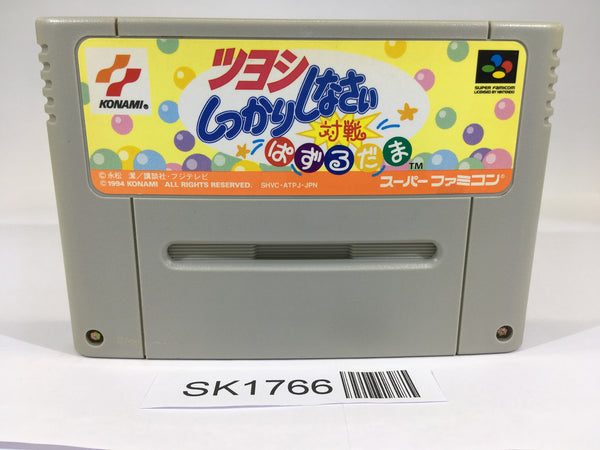 KONAMI®
ツヨシ
しっかりしなさい
対戦
ぱずるだま™
SUPER FAMICOM
LICENSED BY NINTENDO
©永松 潔/講談社・フジテレビ
©1994 KONAMI ALL RIGHTS RESERVED. SHVC-ATPJ-JPN
スーパーファミコン®
SK1766